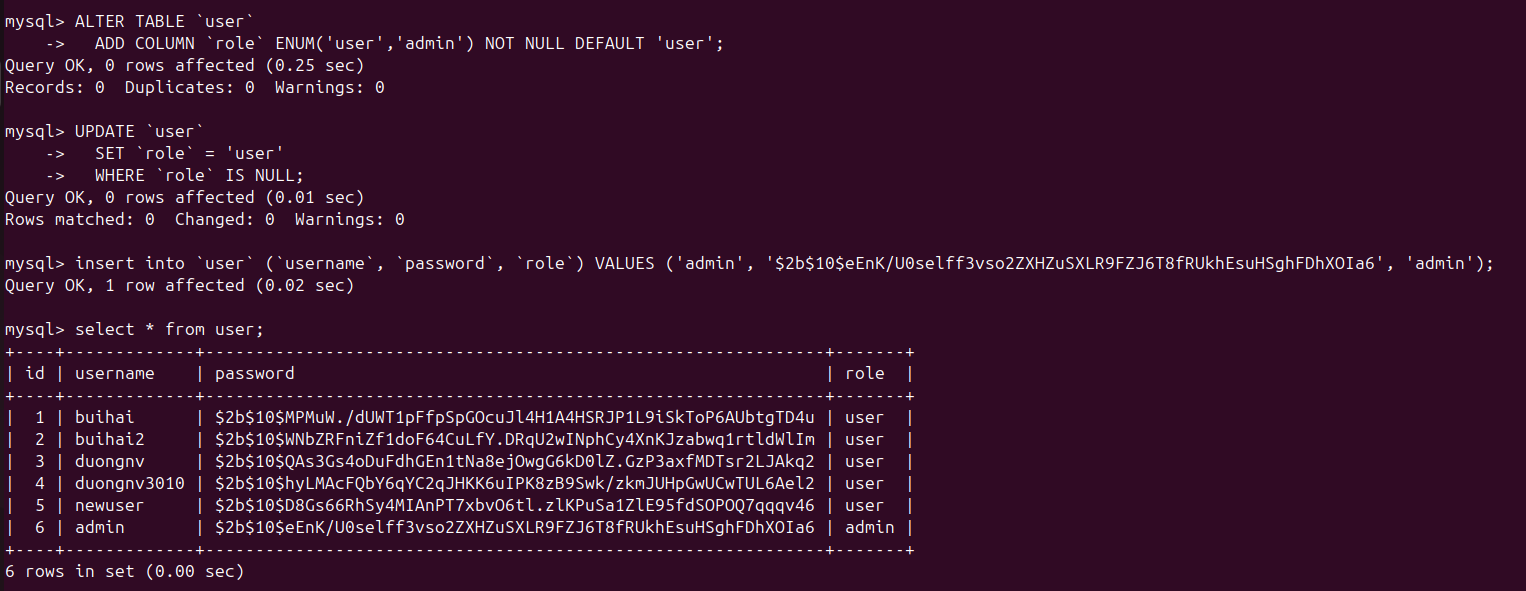 mysql> ALTER TABLE `user`
    ->   ADD COLUMN `role` ENUM('user','admin') NOT NULL DEFAULT 'user';
Query OK, 0 rows affected (0.25 sec)
Records: 0  Duplicates: 0  Warnings: 0

mysql> UPDATE `user`
    ->   SET `role` = 'user'
    ->   WHERE `role` IS NULL;
Query OK, 0 rows affected (0.01 sec)
Rows matched: 0  Changed: 0  Warnings: 0

mysql> insert into `user` (`username`, `password`, `role`) VALUES ('admin', '$2b$10$eEnK/U0selff3vso2ZXHZuSXLR9FZJ6T8fRUkhEsuHSghFDhXOIa6', 'admin');
Query OK, 1 row affected (0.02 sec)

mysql> select * from user;
+----+-------------+--------------------------------------------------------------+-------+
| id | username    | password                                                     | role  |
+----+-------------+--------------------------------------------------------------+-------+
|  1 | buihai      | $2b$10$MPMuW./dUWT1pFfpSpGOcuJl4H1A4HSRJP1L9iSkToP6AUbtgTD4u | user  |
|  2 | buihai2     | $2b$10$WNbZRFniZf1doF64CuLfY.DRqU2wINphCy4XnKJzabwq1rtldWlIm | user  |
|  3 | duongnv     | $2b$10$QAs3Gs4oDuFdhGEn1tNa8ejOwgG6kD0lZ.GzP3axfMDTsr2LJAkq2 | user  |
|  4 | duongnv3010 | $2b$10$hyLMAcFQbY6qYC2qJHKK6uIPK8zB9Swk/zkmJUHpGwUCwTUL6Ael2 | user  |
|  5 | newuser     | $2b$10$D8Gs66RhSy4MIAnPT7xbvO6tl.zlKPuSa1ZlE95fdSOPOQ7qqqv46 | user  |
|  6 | admin       | $2b$10$eEnK/U0selff3vso2ZXHZuSXLR9FZJ6T8fRUkhEsuHSghFDhXOIa6 | admin |
+----+-------------+--------------------------------------------------------------+-------+
6 rows in set (0.00 sec)